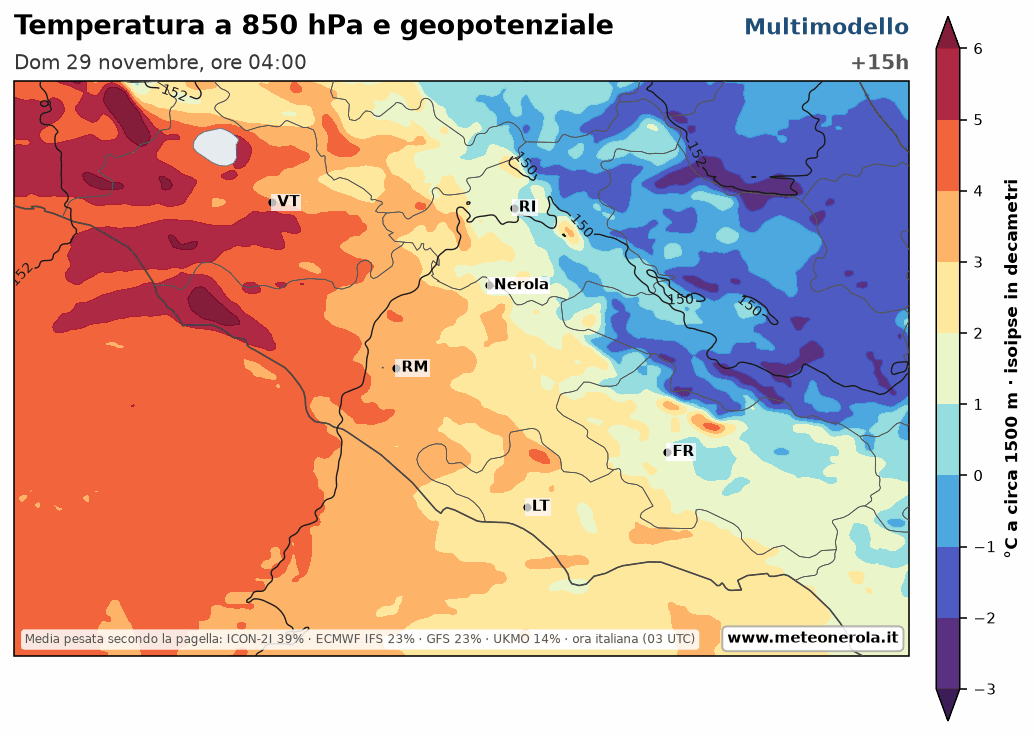 Temperatura a 850 hPa e geopotenziale
Multimodello
Dom 29 novembre, ore 04:00
+15h
152
152
150
VT
RI
150
152
Nerola
150
150
RM
FR
LT
Media pesata secondo la pagella: ICON-2I 39% · ECMWF IFS 23% · GFS 23% · UKMO 14% · ora italiana (03 UTC)
www.meteonerola.it
6
5
4
3
2
1
0
−1
−2
−3
°C a circa 1500 m · isoipse in decametri